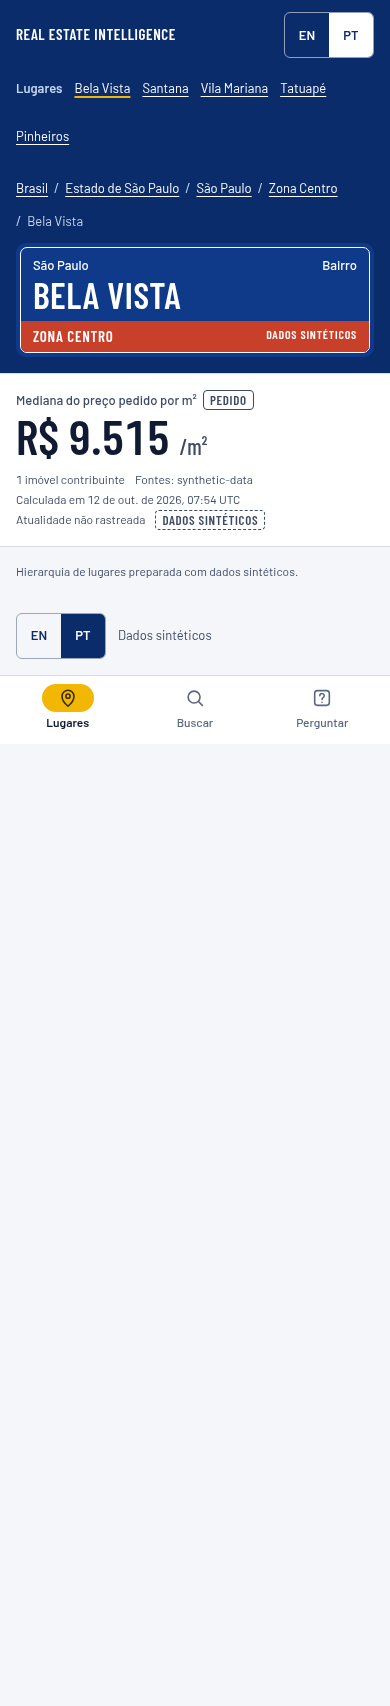 REAL ESTATE INTELLIGENCE
EN PT
Lugares Bela Vista Santana Vila Mariana Tatuapé
Pinheiros
Brasil / Estado de São Paulo / São Paulo / Zona Centro
/ Bela Vista
São Paulo Bairro
BELA VISTA
ZONA CENTRO DADOS SINTÉTICOS
Mediana do preço pedido por m² PEDIDO
R$ 9.515 /m²
1 imóvel contribuinte Fontes: synthetic-data
Calculada em 12 de out. de 2026, 07:54 UTC
Atualidade não rastreada DADOS SINTÉTICOS
Hierarquia de lugares preparada com dados sintéticos.
EN PT Dados sintéticos
Lugares Buscar Perguntar